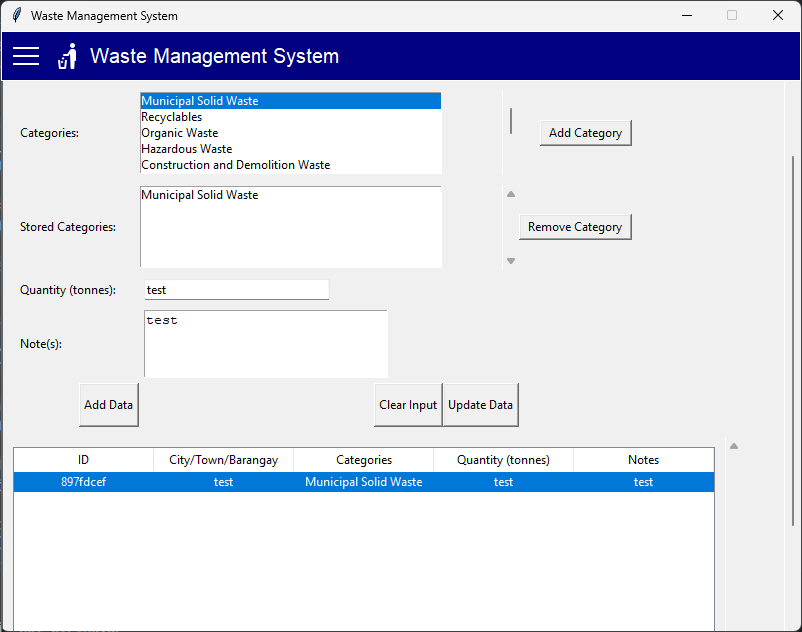 Waste Management System
Waste Management System
Categories:
Municipal Solid Waste
Recyclables
Organic Waste
Hazardous Waste
Construction and Demolition Waste
Add Category
Stored Categories:
Municipal Solid Waste
Remove Category
Quantity (tonnes):
test
Note(s):
test
Add Data
Clear Input
Update Data
ID City/Town/Barangay Categories Quantity (tonnes) Notes
897fdcef test Municipal Solid Waste test test